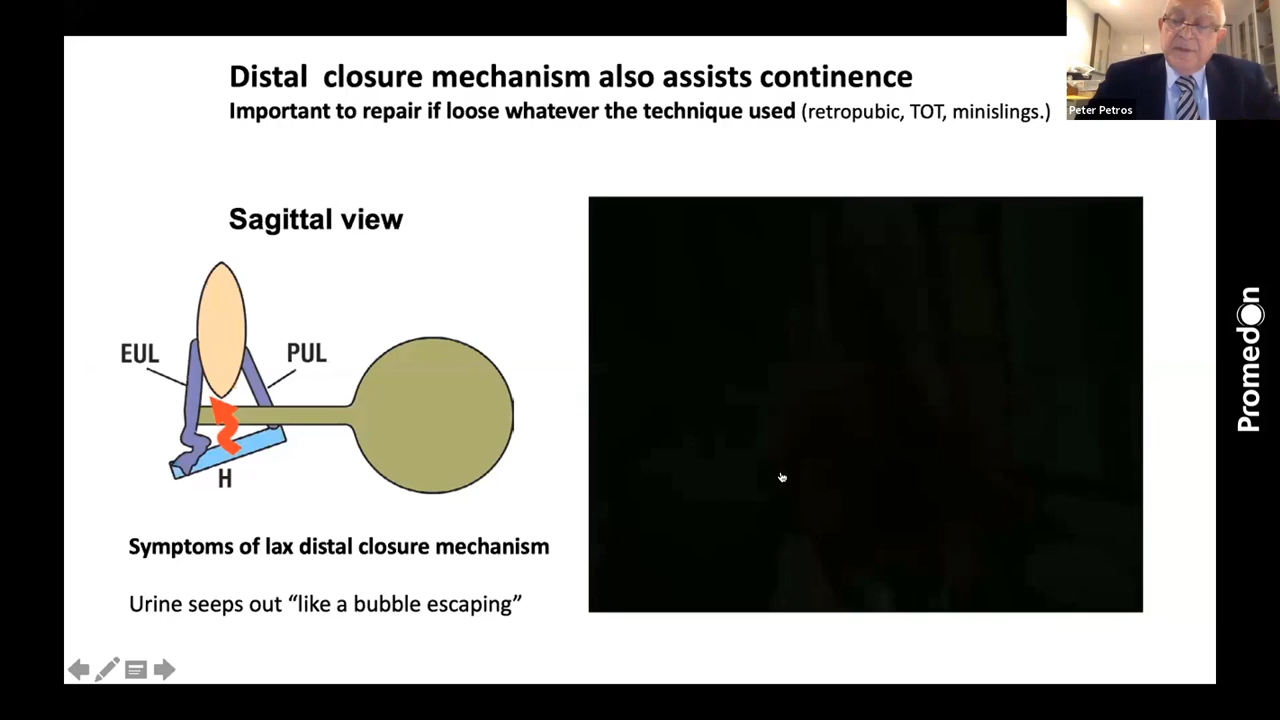 Distal closure mechanism also assists continence
Important to repair if loose whatever the technique used (retropubic, TOT, minislings.)
Peter Petros
Sagittal view
EUL
PUL
H
Symptoms of lax distal closure mechanism
Urine seeps out “like a bubble escaping”
Promedon